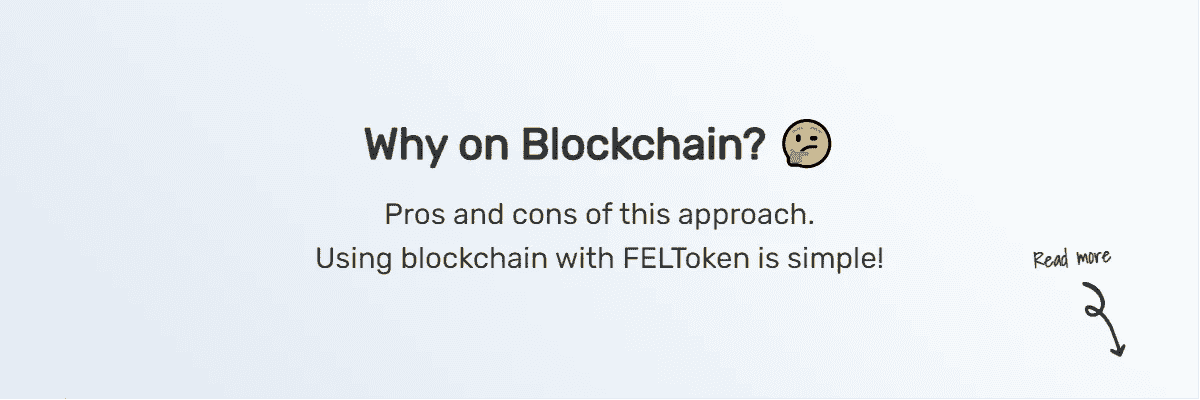 Why on Blockchain? 🤔
Pros and cons of this approach.
Using blockchain with FELToken is simple!
Read more